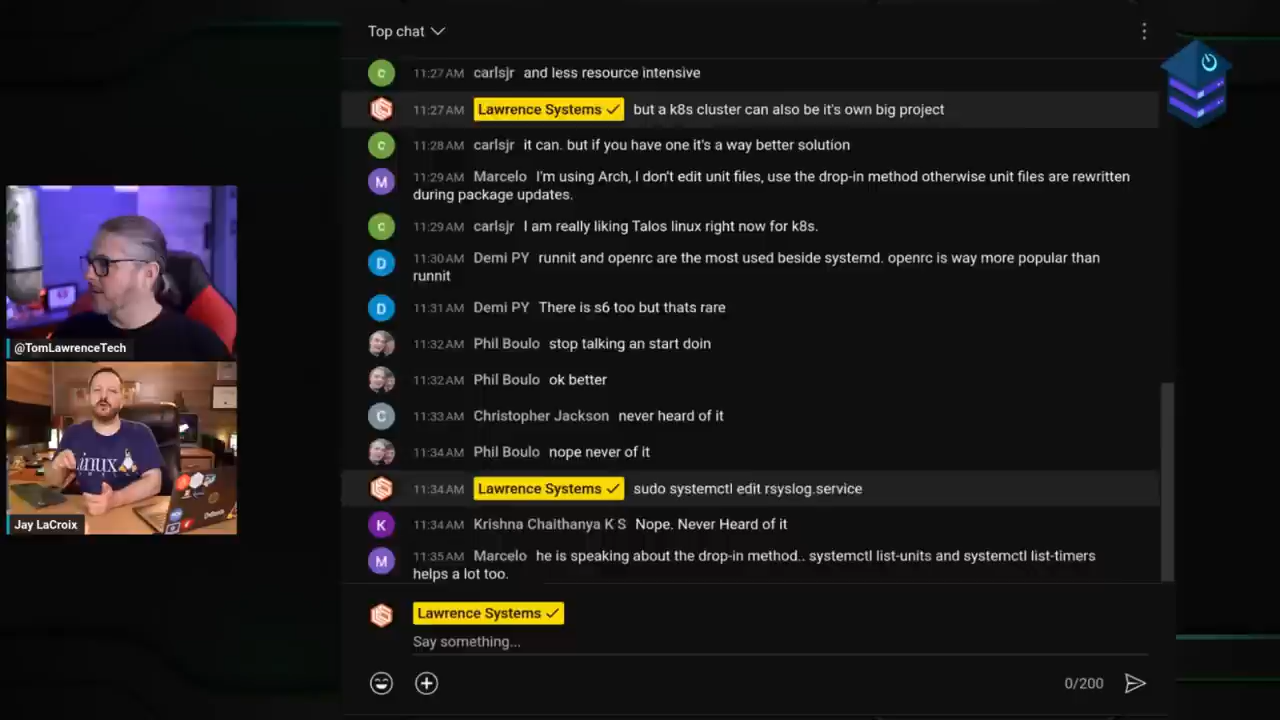 Top chat
C 11:27 AM carlsjr and less resource intensive
11:27 AM Lawrence Systems ✓ but a k8s cluster can also be it's own big project
C 11:28 AM carlsjr it can. but if you have one it's a way better solution
M 11:29 AM Marcelo I'm using Arch, I don't edit unit files, use the drop-in method otherwise unit files are rewritten
during package updates.
C 11:29 AM carlsjr I am really liking Talos linux right now for k8s.
D 11:30 AM Demi PY runnit and openrc are the most used beside systemd. openrc is way more popular than
runnit
D 11:31 AM Demi PY There is s6 too but thats rare
11:32 AM Phil Boulo stop talking an start doin
11:32 AM Phil Boulo ok better
C 11:33 AM Christopher Jackson never heard of it
11:34 AM Phil Boulo nope never of it
11:34 AM Lawrence Systems ✓ sudo systemctl edit rsyslog.service
K 11:34 AM Krishna Chaithanya K S Nope. Never Heard of it
M 11:35 AM Marcelo he is speaking about the drop-in method.. systemctl list-units and systemctl list-timers
helps a lot too.
Lawrence Systems ✓
Say something...
0/200
@TomLawrenceTech
Linux
Jay LaCroix